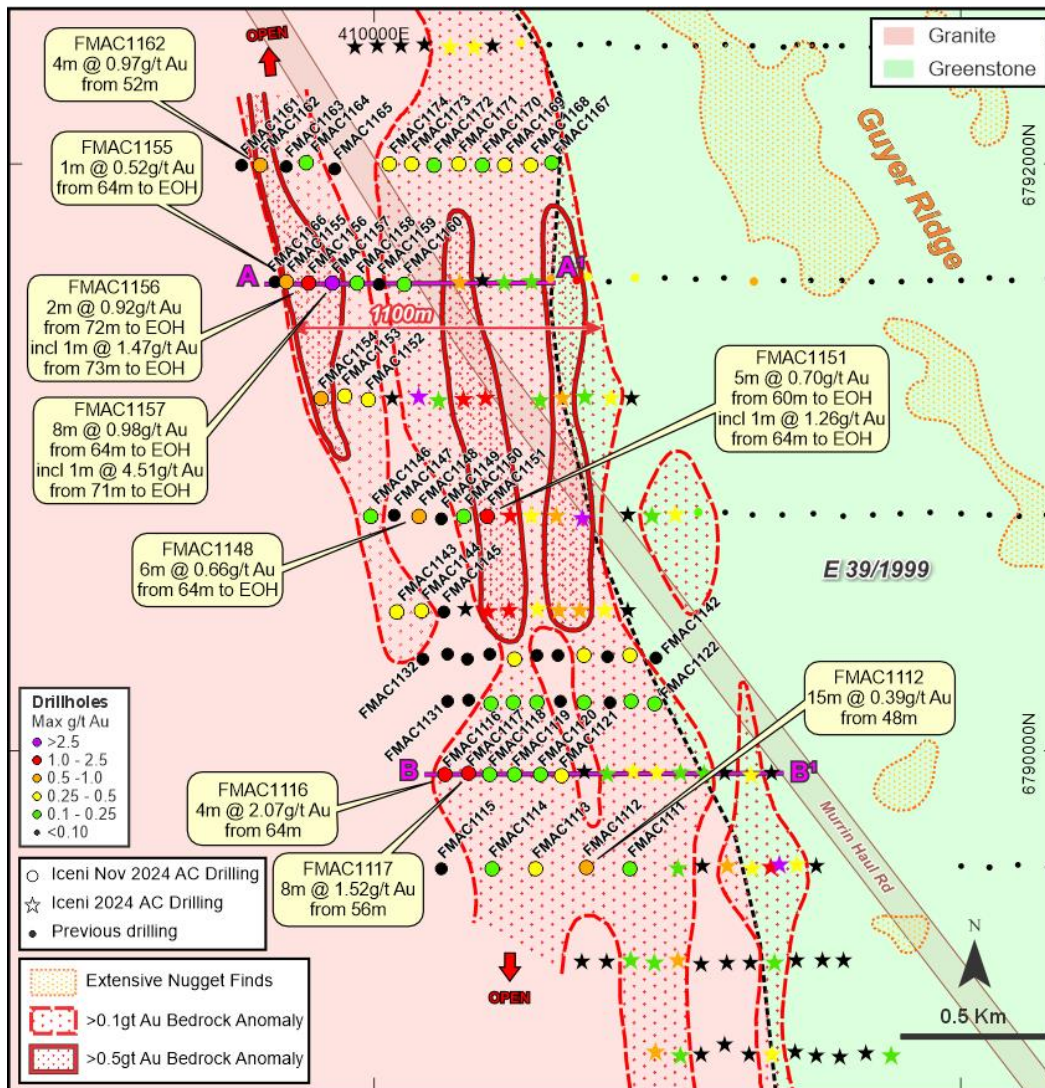 OPEN
410000E
Granite
Greenstone
FMAC1162
4m @ 0.97g/t Au
from 52m
FMAC1161
FMAC1162
FMAC1163
FMAC1164
FMAC1165
FMAC1174
FMAC1173
FMAC1172
FMAC1171
FMAC1170
FMAC1169
FMAC1168
FMAC1167
6792000N
Guyer Ridge
FMAC1155
1m @ 0.52g/t Au
from 64m to EOH
FMAC1166
FMAC1155
FMAC1156
FMAC1157
FMAC1158
FMAC1159
FMAC1160
A
A¹
1100m
FMAC1156
2m @ 0.92g/t Au
from 72m to EOH
incl 1m @ 1.47g/t Au
from 73m to EOH
FMAC1154
FMAC1153
FMAC1152
FMAC1151
5m @ 0.70g/t Au
from 60m to EOH
incl 1m @ 1.26g/t Au
from 64m to EOH
FMAC1157
8m @ 0.98g/t Au
from 64m to EOH
incl 1m @ 4.51g/t Au
from 71m to EOH
FMAC1146
FMAC1147
FMAC1148
FMAC1149
FMAC1150
FMAC1151
FMAC1148
6m @ 0.66g/t Au
from 64m to EOH
E 39/1999
FMAC1143
FMAC1144
FMAC1145
FMAC1142
FMAC1132
FMAC1122
FMAC1131
FMAC1112
15m @ 0.39g/t Au
from 48m
FMAC1116
FMAC1117
FMAC1118
FMAC1119
FMAC1120
FMAC1121
6790000N
B
B¹
Drillholes
Max g/t Au
>2.5
1.0 - 2.5
0.5 -1.0
0.25 - 0.5
0.1 - 0.25
<0.10
FMAC1116
4m @ 2.07g/t Au
from 64m
FMAC1115
FMAC1114
FMAC1113
FMAC1112
FMAC1111
Murrin Haul Rd
FMAC1117
8m @ 1.52g/t Au
from 56m
Iceni Nov 2024 AC Drilling
Iceni 2024 AC Drilling
Previous drilling
N
OPEN
Extensive Nugget Finds
>0.1gt Au Bedrock Anomaly
>0.5gt Au Bedrock Anomaly
0.5 Km